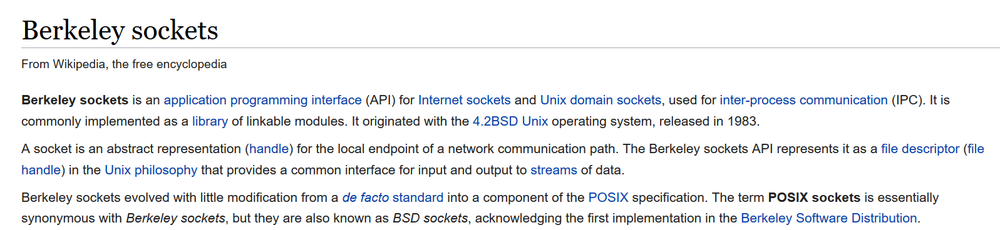 Berkeley sockets
From Wikipedia, the free encyclopedia
Berkeley sockets is an application programming interface (API) for Internet sockets and Unix domain sockets, used for inter-process communication (IPC). It is
commonly implemented as a library of linkable modules. It originated with the 4.2BSD Unix operating system, released in 1983.
A socket is an abstract representation (handle) for the local endpoint of a network communication path. The Berkeley sockets API represents it as a file descriptor (file
handle) in the Unix philosophy that provides a common interface for input and output to streams of data.
Berkeley sockets evolved with little modification from a de facto standard into a component of the POSIX specification. The term POSIX sockets is essentially
synonymous with Berkeley sockets, but they are also known as BSD sockets, acknowledging the first implementation in the Berkeley Software Distribution.